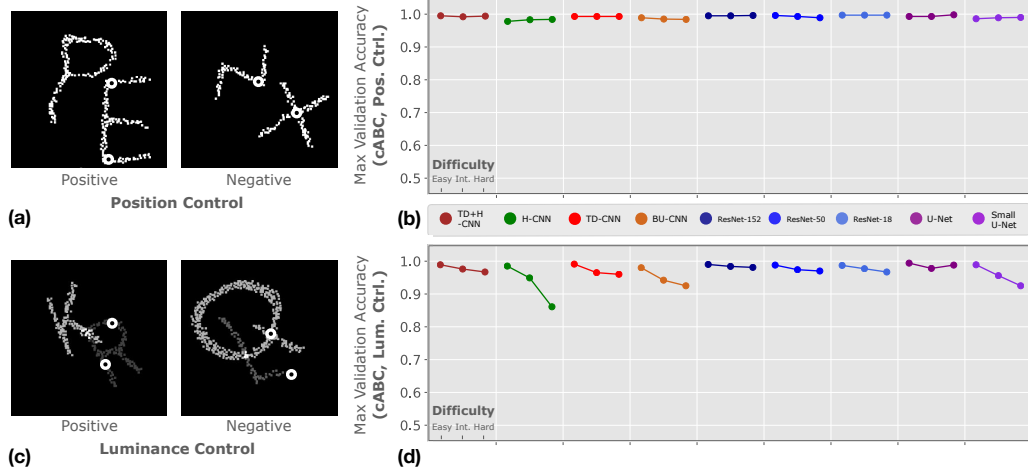 Positive
Negative
Position Control
(a)
Max Validation Accuracy
(cABC, Pos. Ctrl.)
1.0
0.9
0.8
0.7
0.6
0.5
Difficulty
Easy Int. Hard
(b)
TD+H
-CNN
H-CNN
TD-CNN
BU-CNN
ResNet-152
ResNet-50
ResNet-18
U-Net
Small
U-Net
Positive
Negative
Luminance Control
(c)
Max Validation Accuracy
(cABC, Lum. Ctrl.)
1.0
0.9
0.8
0.7
0.6
0.5
Difficulty
Easy Int. Hard
(d)